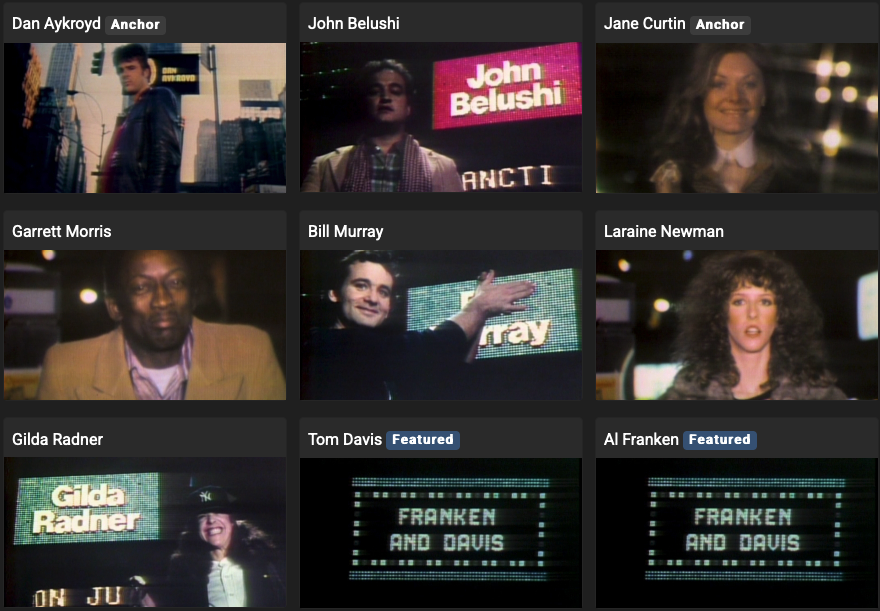 Dan Aykroyd Anchor
John Belushi
Jane Curtin Anchor
DAN
AYKROYD
John
Belushi
ANCTI
Garrett Morris
Bill Murray
Laraine Newman
rray
Gilda Radner
Tom Davis Featured
Al Franken Featured
Gilda
Radner
NY
ON JU
FRANKEN
AND DAVIS
FRANKEN
AND DAVIS